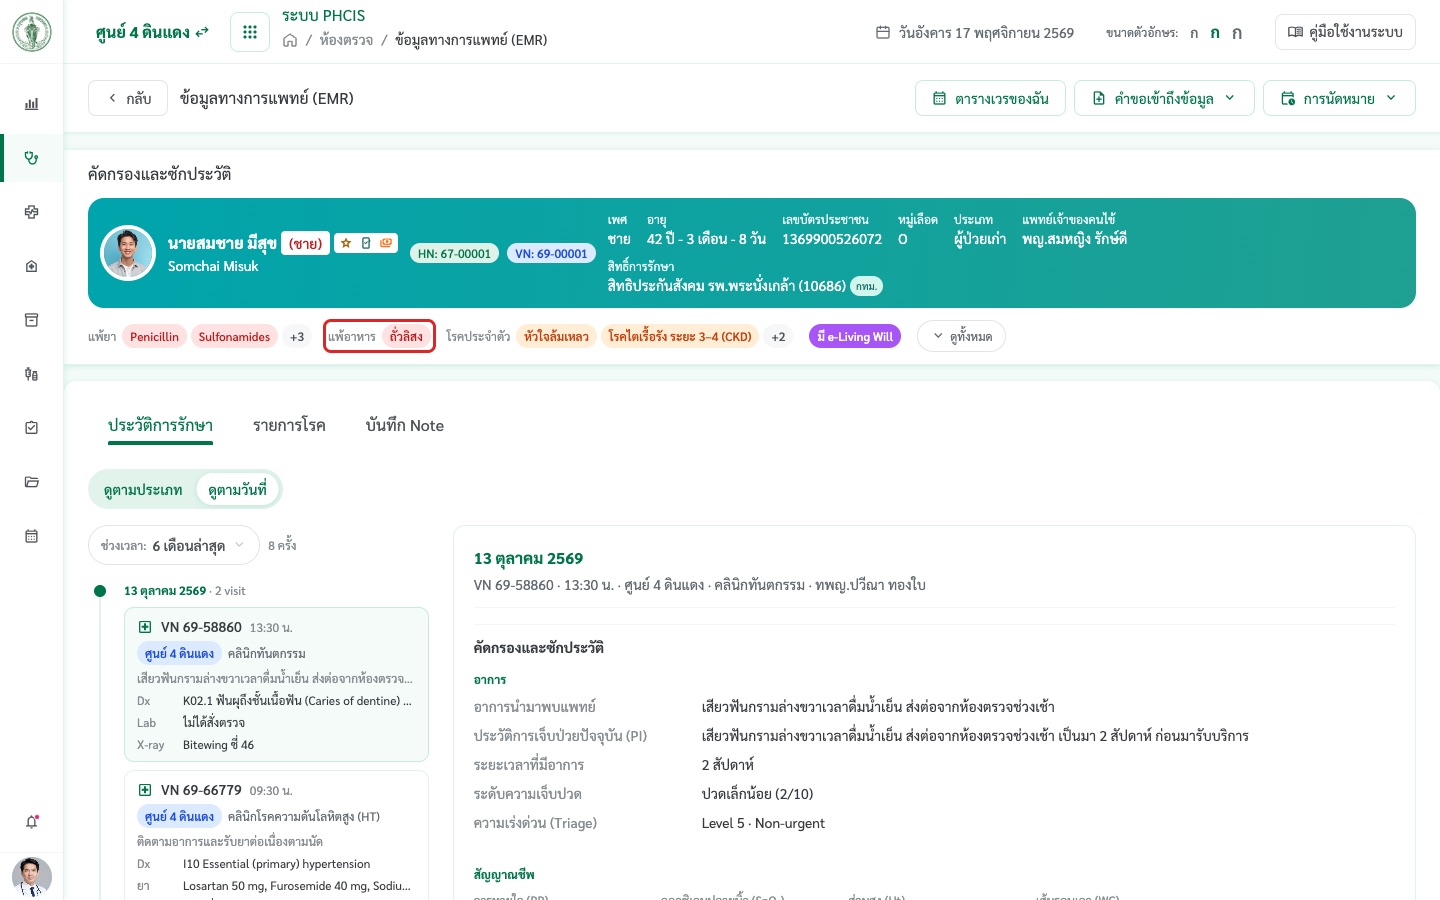 ศูนย์ 4 ดินแดง
ระบบ PHCIS
/ ห้องตรวจ / ข้อมูลทางการแพทย์ (EMR)
วันอังคาร 17 พฤศจิกายน 2569
ขนาดตัวอักษร: ก ก ก
คู่มือใช้งานระบบ
กลับ
ข้อมูลทางการแพทย์ (EMR)
ตารางเวรของฉัน
คำขอเข้าถึงข้อมูล
การนัดหมาย
คัดกรองและซักประวัติ
นายสมชาย มีสุข (ชาย)
Somchai Misuk
HN: 67-00001
VN: 69-00001
เพศ อายุ เลขบัตรประชาชน หมู่เลือด ประเภท แพทย์เจ้าของคนไข้
ชาย 42 ปี - 3 เดือน - 8 วัน 1369900526072 O ผู้ป่วยเก่า พญ.สมหญิง รักษ์ดี
สิทธิ์การรักษา
สิทธิประกันสังคม รพ.พระนั่งเกล้า (10686) กทม.
แพ้ยา Penicillin Sulfonamides +3 แพ้อาหาร ถั่วลิสง โรคประจำตัว หัวใจล้มเหลว โรคไตเรื้อรัง ระยะ 3–4 (CKD) +2 มี e-Living Will ดูทั้งหมด
ประวัติการรักษา รายการโรค บันทึก Note
ดูตามประเภท ดูตามวันที่
ช่วงเวลา: 6 เดือนล่าสุด 8 ครั้ง
13 ตุลาคม 2569 · 2 visit
VN 69-58860 13:30 น.
ศูนย์ 4 ดินแดง คลินิกทันตกรรม
เสียวฟันกรามล่างขวาเวลาดื่มน้ำเย็น ส่งต่อจากห้องตรวจ...
Dx K02.1 ฟันผุถึงชั้นเนื้อฟัน (Caries of dentine) ...
Lab ไม่ได้สั่งตรวจ
X-ray Bitewing ซี่ 46
VN 69-66779 09:30 น.
ศูนย์ 4 ดินแดง คลินิกโรคความดันโลหิตสูง (HT)
ติดตามอาการและรับยาต่อเนื่องตามนัด
Dx I10 Essential (primary) hypertension
ยา Losartan 50 mg, Furosemide 40 mg, Sodiu...
13 ตุลาคม 2569
VN 69-58860 · 13:30 น. · ศูนย์ 4 ดินแดง · คลินิกทันตกรรม · ทพญ.ปวีณา ทองใบ
คัดกรองและซักประวัติ
อาการ
อาการนำมาพบแพทย์ เสียวฟันกรามล่างขวาเวลาดื่มน้ำเย็น ส่งต่อจากห้องตรวจช่วงเช้า
ประวัติการเจ็บป่วยปัจจุบัน (PI) เสียวฟันกรามล่างขวาเวลาดื่มน้ำเย็น ส่งต่อจากห้องตรวจช่วงเช้า เป็นมา 2 สัปดาห์ ก่อนมารับบริการ
ระยะเวลาที่มีอาการ 2 สัปดาห์
ระดับความเจ็บปวด ปวดเล็กน้อย (2/10)
ความเร่งด่วน (Triage) Level 5 · Non-urgent
สัญญาณชีพ